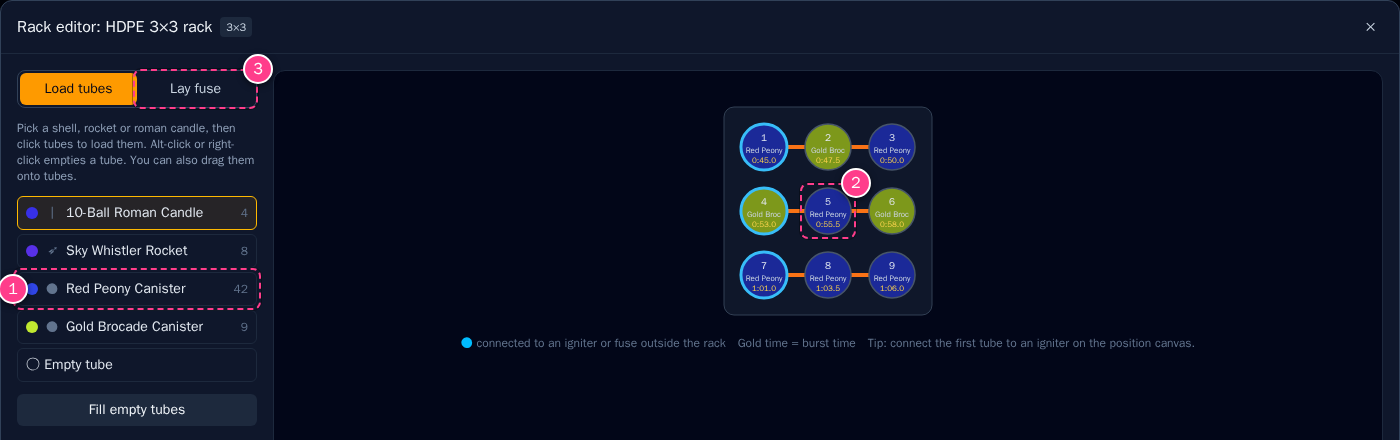 Rack editor: HDPE 3×3 rack 3×3 ×
Load tubes Lay fuse 3
Pick a shell, rocket or roman candle, then
click tubes to load them. Alt-click or right-
click empties a tube. You can also drag them
onto tubes.
10-Ball Roman Candle 4
Sky Whistler Rocket 8
1 Red Peony Canister 42
Gold Brocade Canister 9
Empty tube
Fill empty tubes
1
Red Peony
0:45.0
2
Gold Broc
0:47.5
3
Red Peony
0:50.0
4
Gold Broc
0:53.0
2
5
Red Peony
0:55.5
6
Gold Broc
0:58.0
7
Red Peony
1:01.0
8
Red Peony
1:03.5
9
Red Peony
1:06.0
connected to an igniter or fuse outside the rack Gold time = burst time Tip: connect the first tube to an igniter on the position canvas.